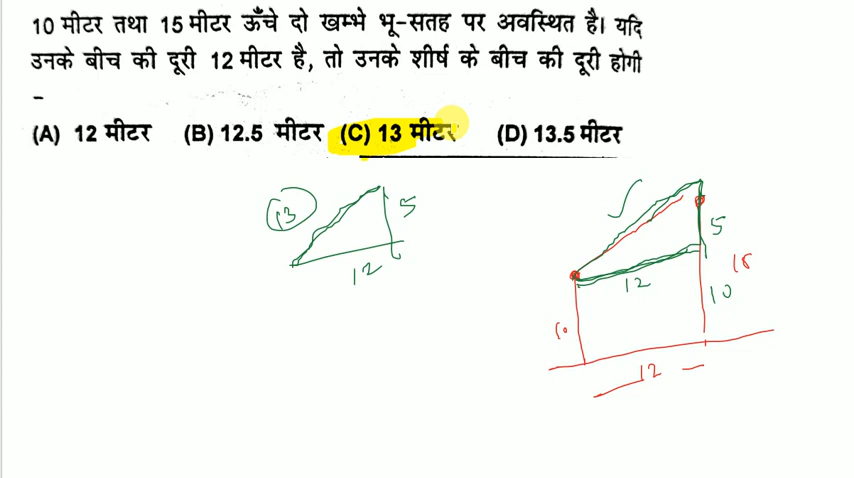 10 मीटर तथा 15 मीटर ऊँचे दो खम्भे भू-सतह पर अवस्थित है। यदि
उनके बीच की दूरी 12 मीटर है, तो उनके शीर्ष के बीच की दूरी होगी
–
(A) 12 मीटर (B) 12.5 मीटर (C) 13 मीटर (D) 13.5 मीटर
13 5
12
5
12 10 15
10
12